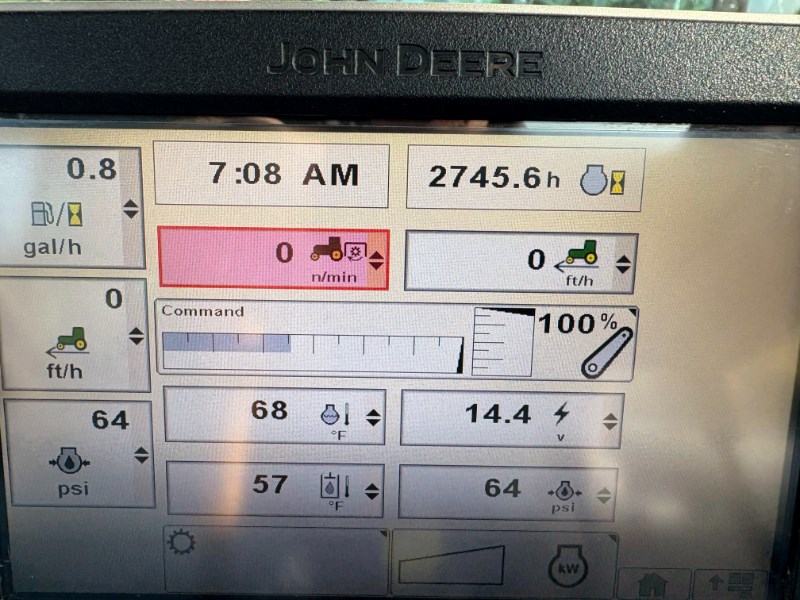 JOHN DEERE
0.8
gal/h
7:08 AM
2745.6 h
0
n/min
0
ft/h
0
ft/h
Command
100%
64
psi
68
°F
14.4
V
57
°F
64
psi
kW